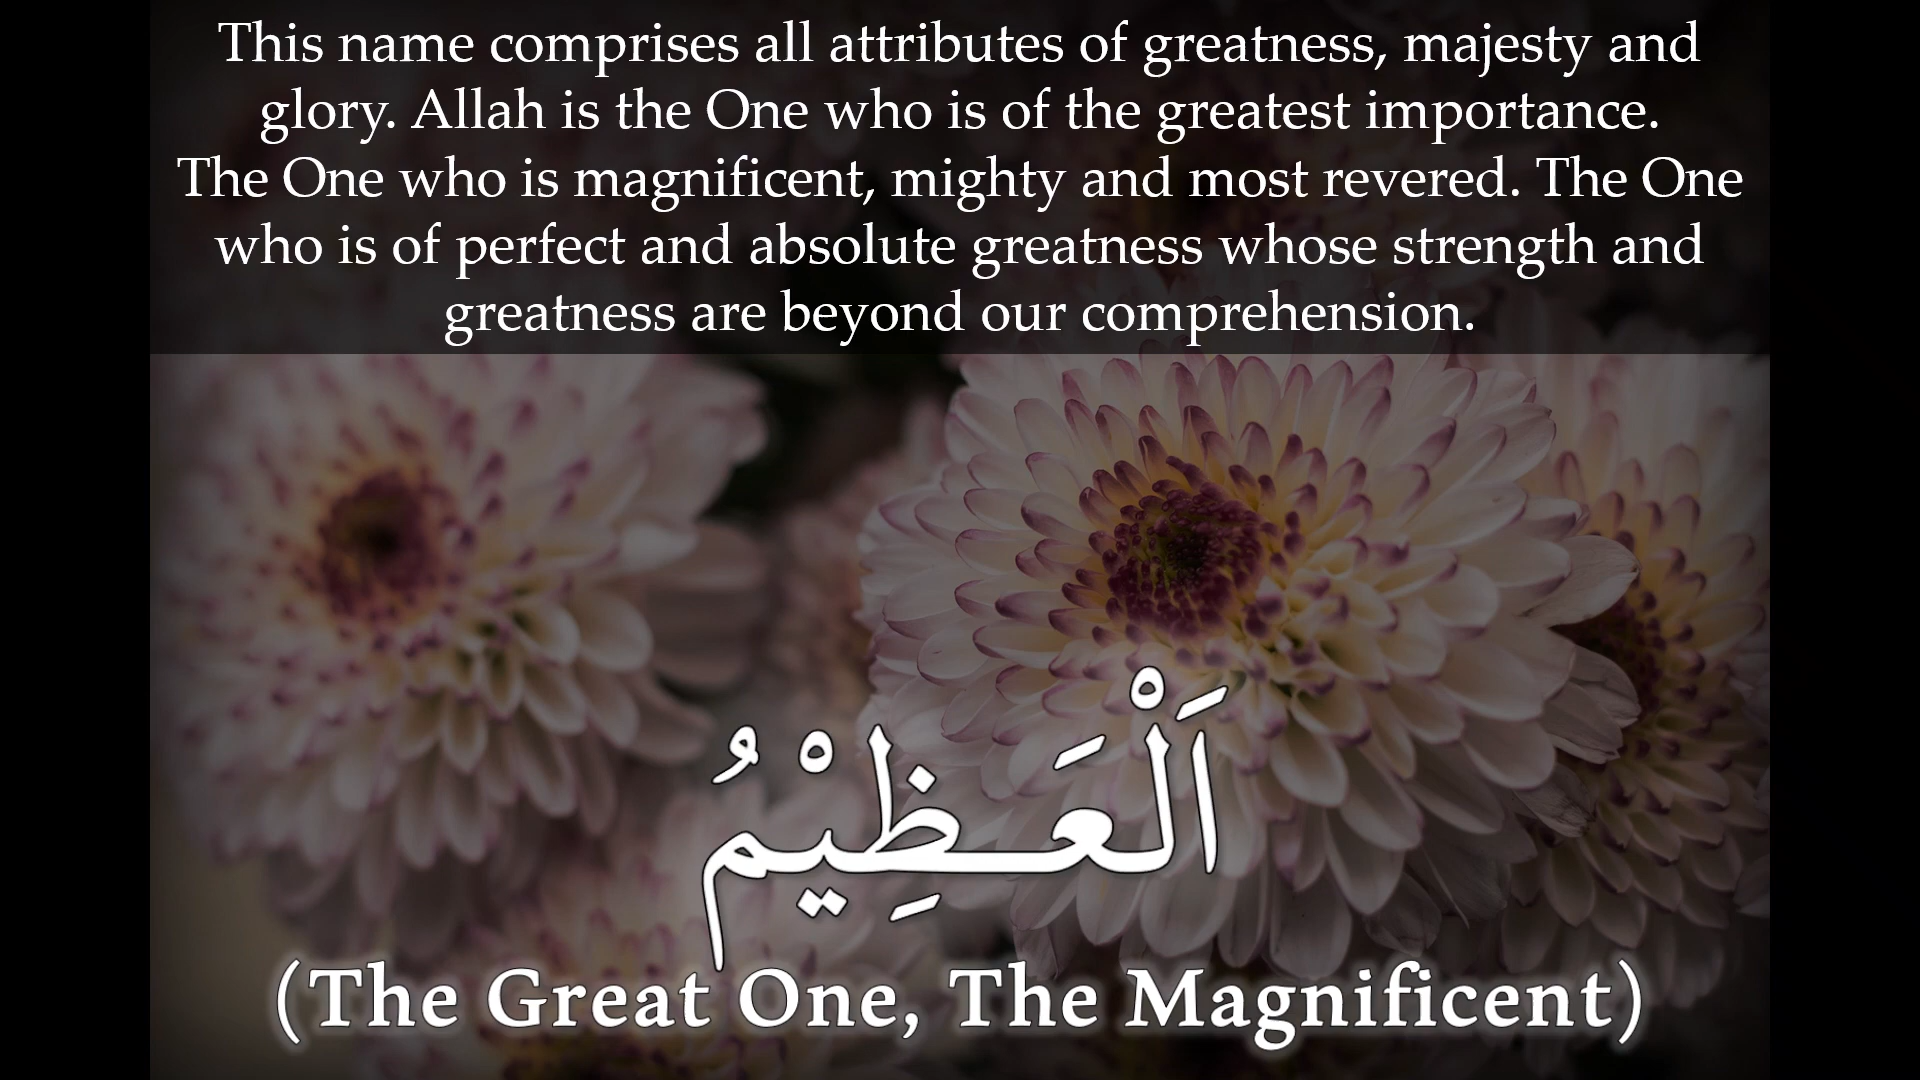 This name comprises all attributes of greatness, majesty and
glory. Allah is the One who is of the greatest importance.
The One who is magnificent, mighty and most revered. The One
who is of perfect and absolute greatness whose strength and
greatness are beyond our comprehension.
اَلْعَـظِيْمُ
(The Great One, The Magnificent)